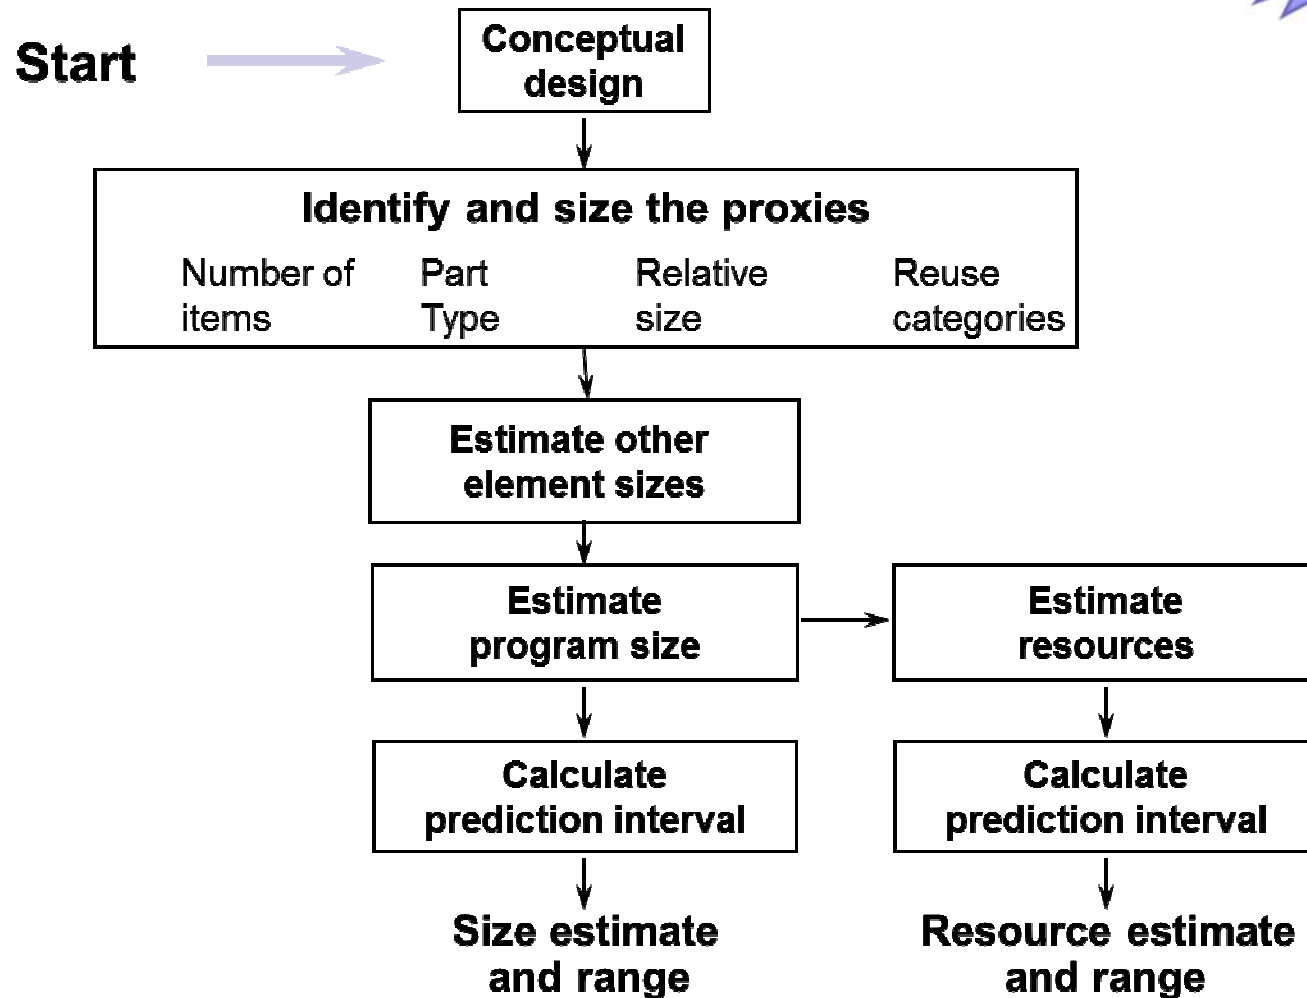 Start
Conceptual
design
Identify and size the proxies
Number of
items
Part
Type
Relative
size
Reuse
categories
Estimate other
element sizes
Estimate
program size
Estimate
resources
Calculate
prediction interval
Calculate
prediction interval
Size estimate
and range
Resource estimate
and range